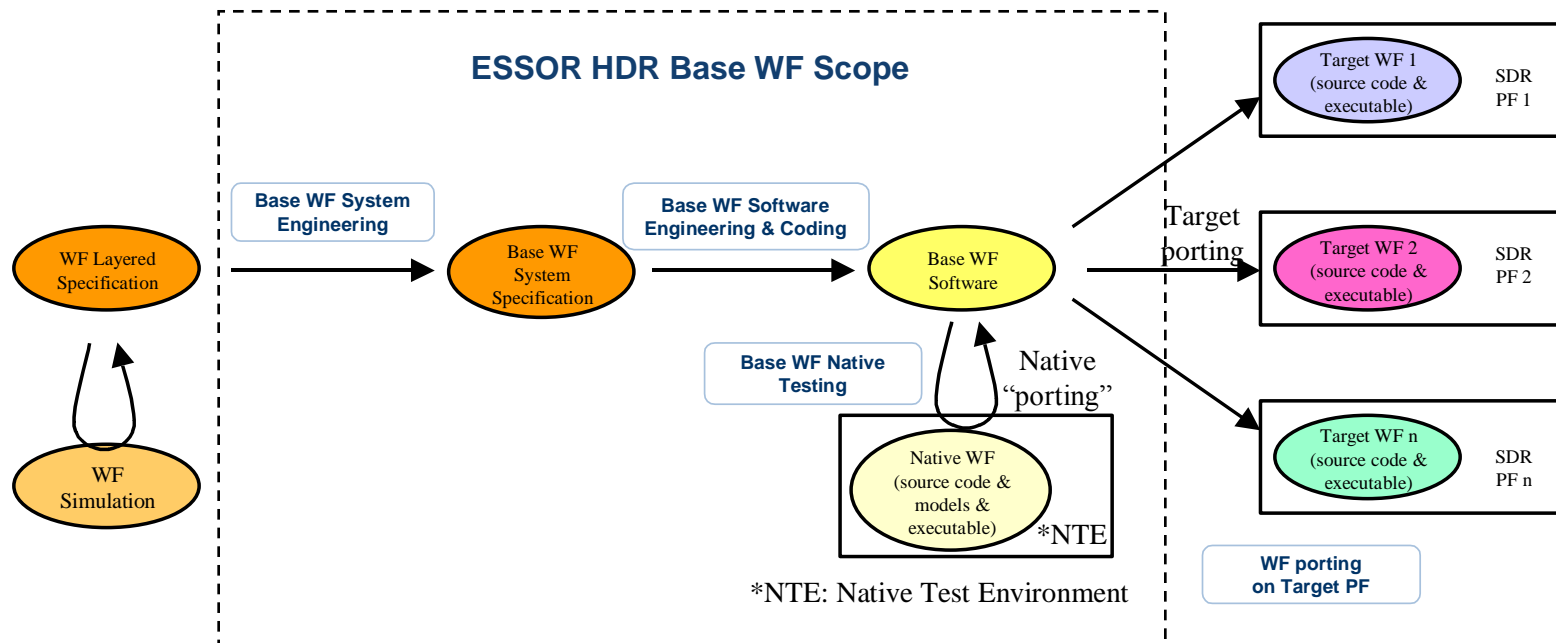 ESSOR HDR Base WF Scope
Target WF 1
(source code &
executable)
SDR
PF 1
Base WF System
Engineering
Base WF Software
Engineering & Coding
Target
porting
WF Layered
Specification
Base WF
System
Specification
Base WF
Software
Target WF 2
(source code &
executable)
SDR
PF 2
Base WF Native
Testing
Native
“porting”
WF
Simulation
Native WF
(source code &
models &
executable)
*NTE
Target WF n
(source code &
executable)
SDR
PF n
*NTE: Native Test Environment
WF porting
on Target PF